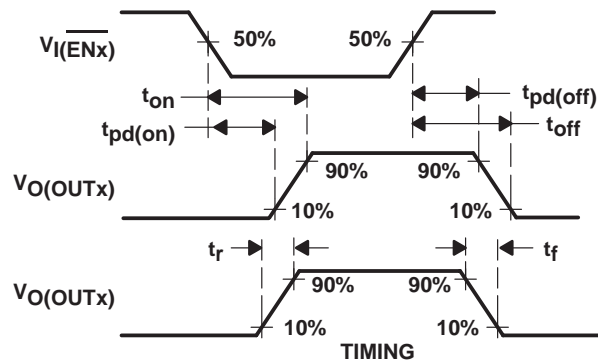 VI(ENx)
50%
50%
ton
tpd(off)
tpd(on)
toff
VO(OUTx)
90%
90%
10%
10%
tr
tf
VO(OUTx)
90%
90%
10%
10%
TIMING